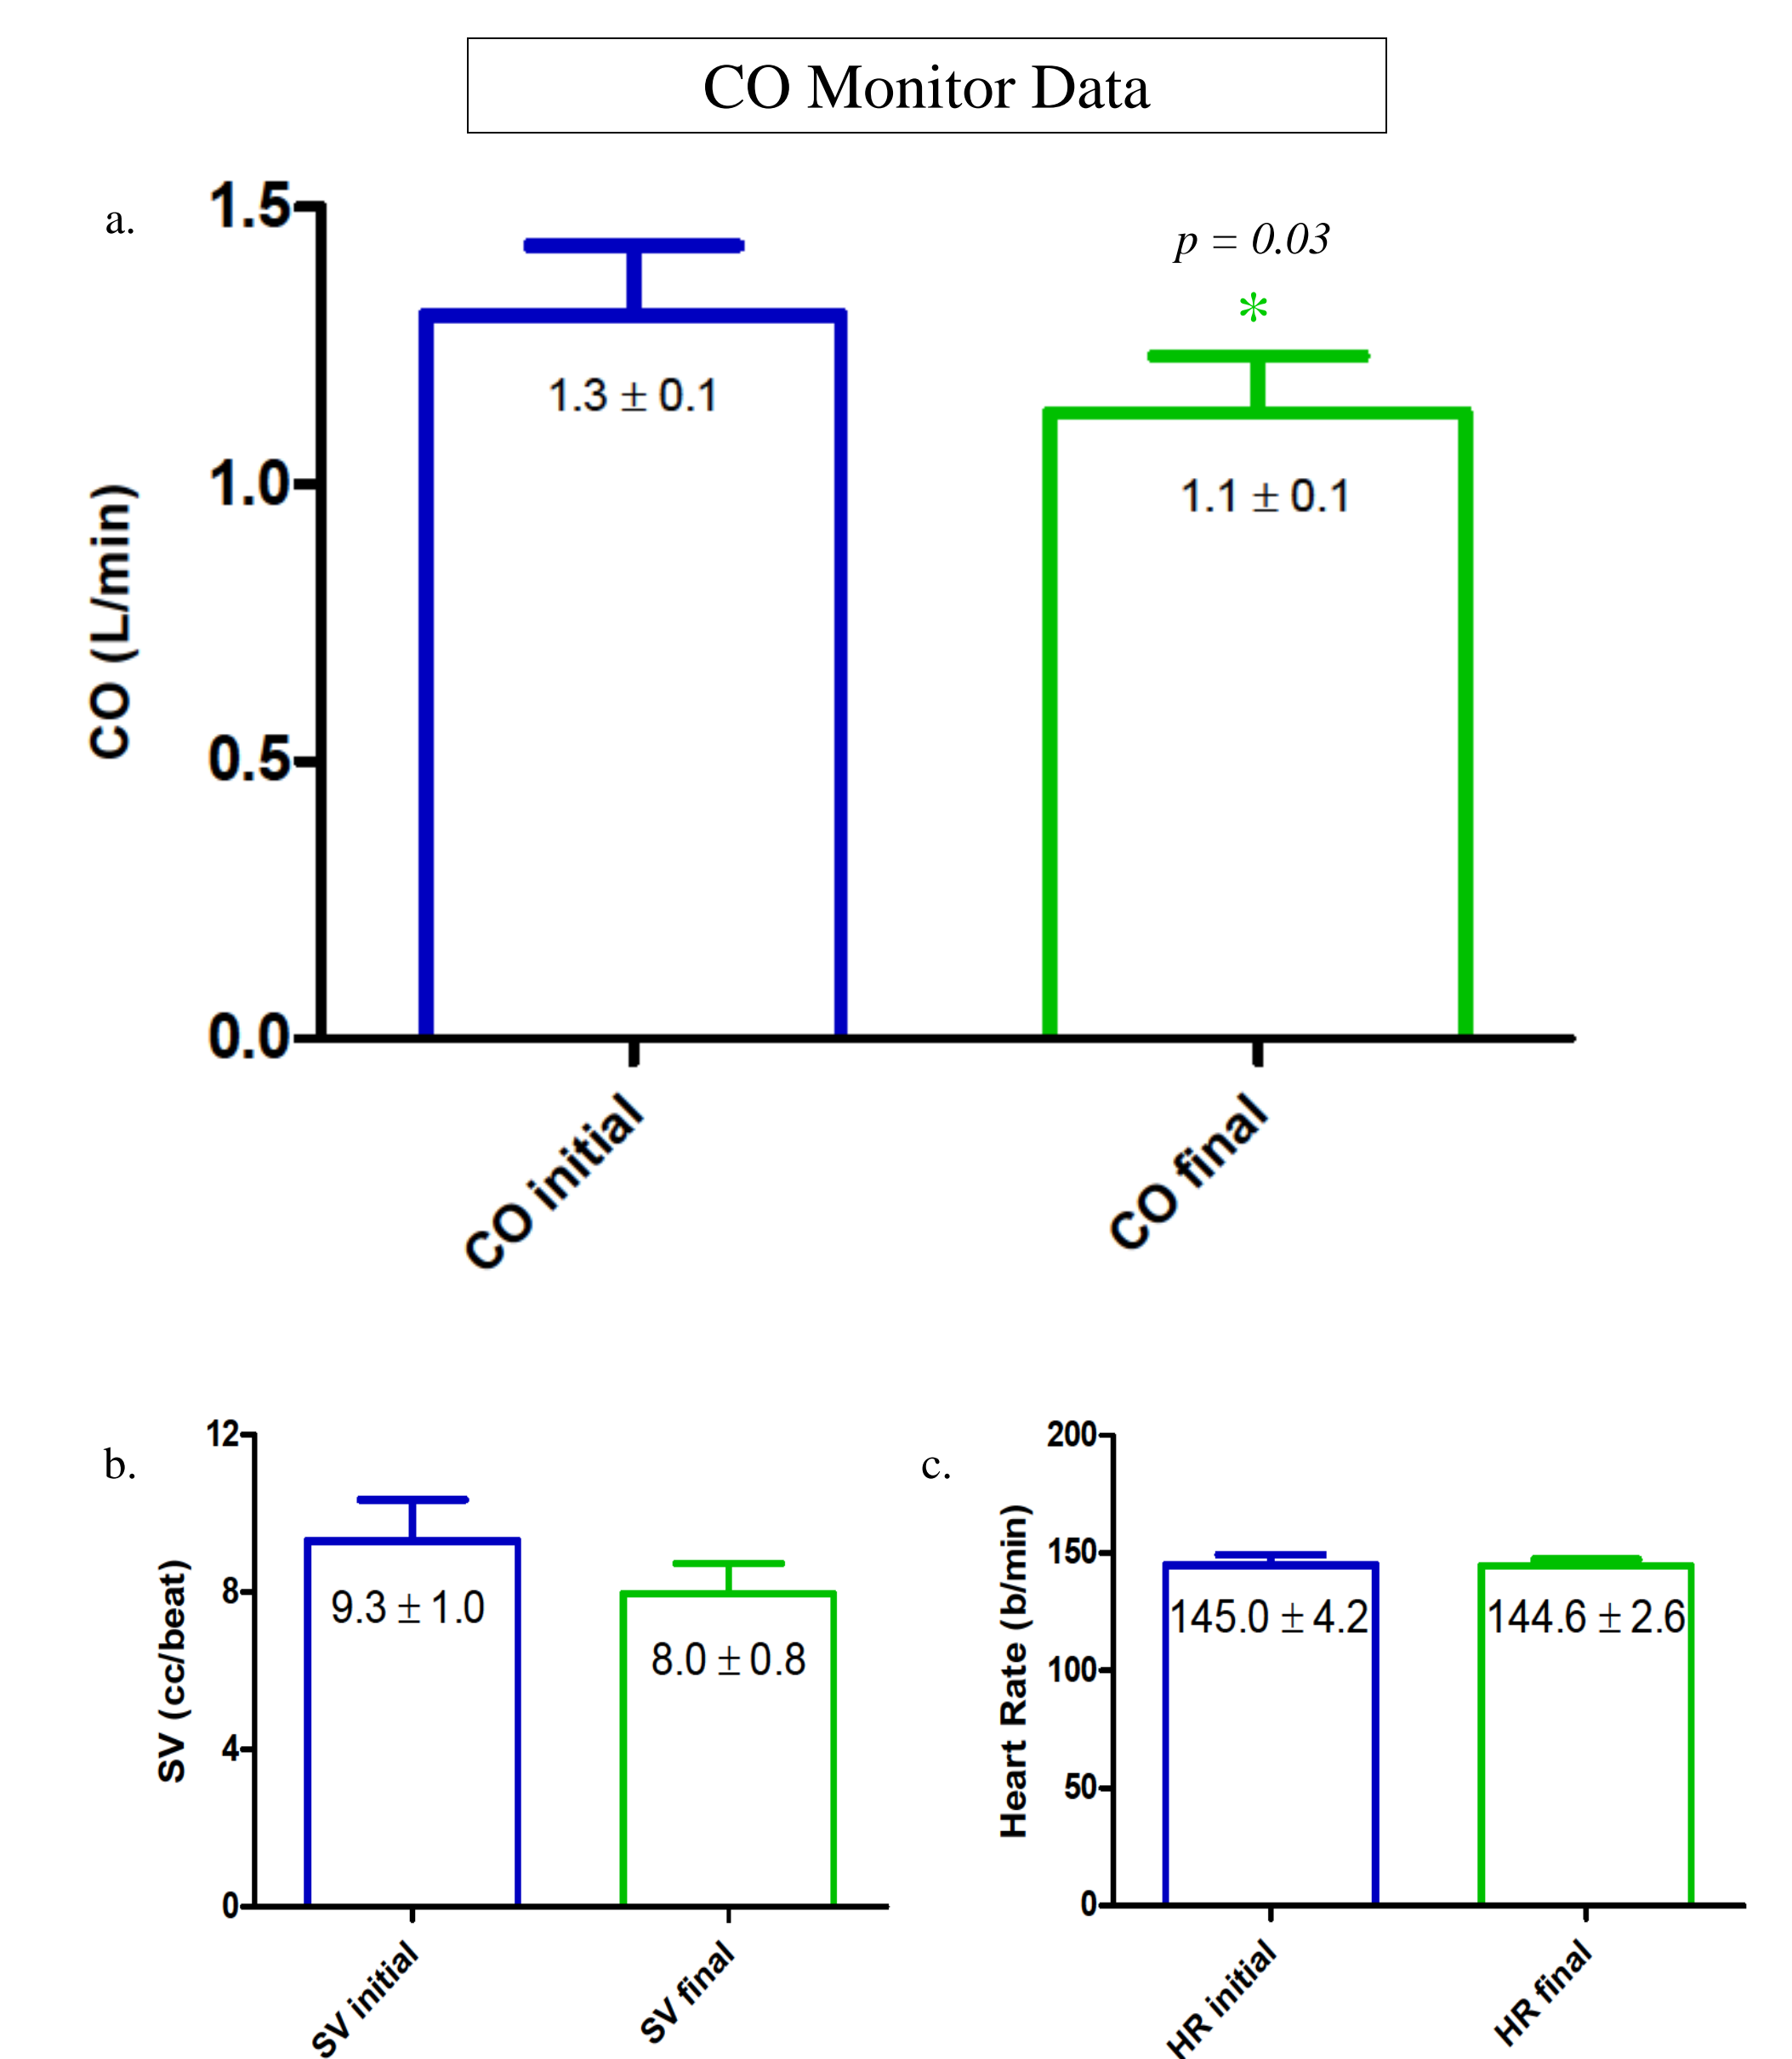 CO Monitor Data
a.
p = 0.03
*
1.5
1.0
0.5
0.0
CO (L/min)
1.3 ± 0.1
1.1 ± 0.1
CO initial
CO final
b.
12
8
4
0
SV (cc/beat)
9.3 ± 1.0
8.0 ± 0.8
SV initial
SV final
c.
200
150
100
50
0
Heart Rate (b/min)
145.0 ± 4.2
144.6 ± 2.6
HR initial
HR final